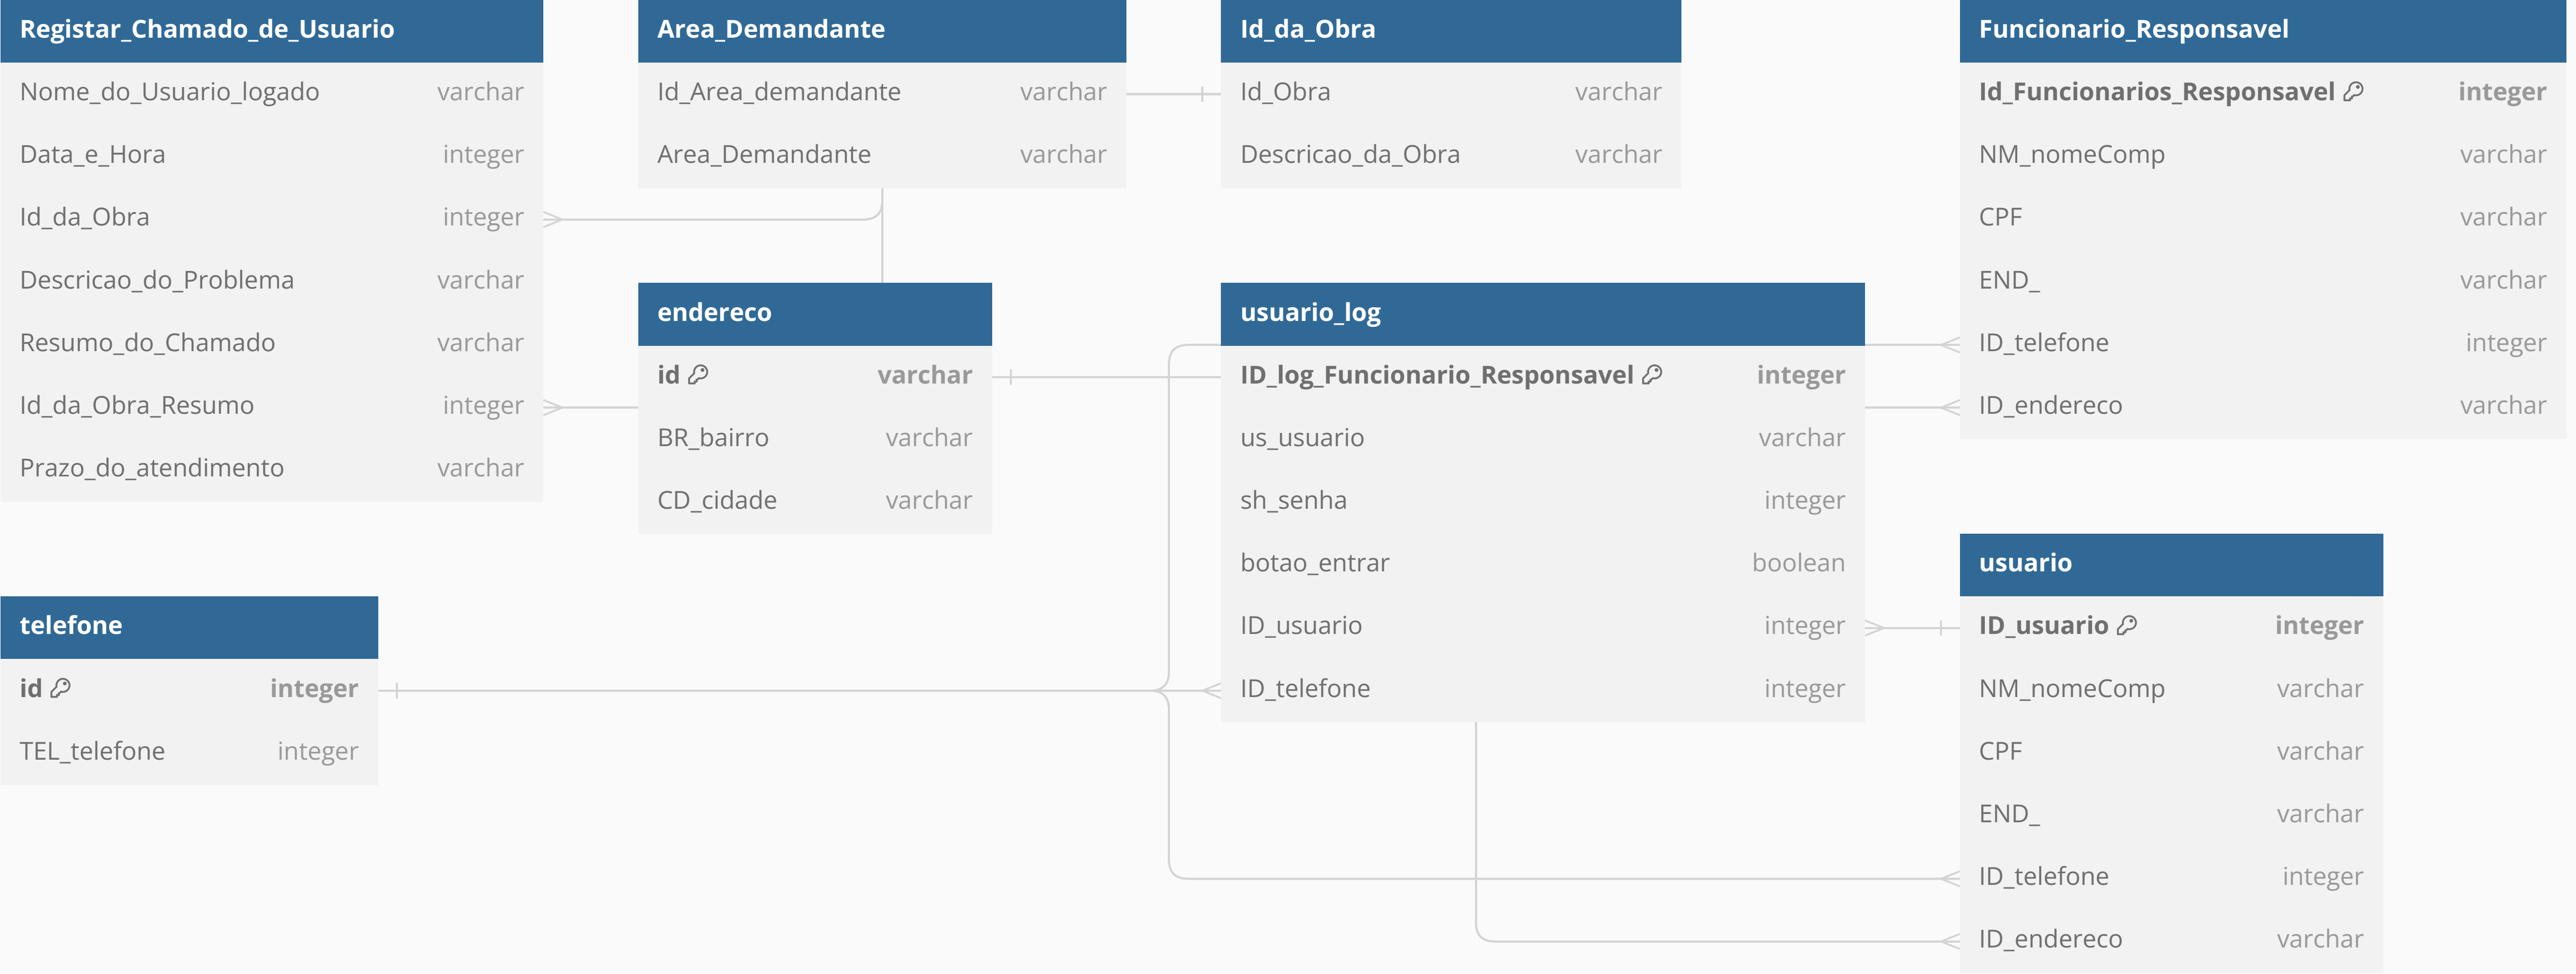 Registar_Chamado_de_Usuario
Nome_do_Usuario_logado varchar
Data_e_Hora integer
Id_da_Obra integer
Descricao_do_Problema varchar
Resumo_do_Chamado varchar
Id_da_Obra_Resumo integer
Prazo_do_atendimento varchar
Area_Demandante
Id_Area_demandante varchar
Area_Demandante varchar
Id_da_Obra
Id_Obra varchar
Descricao_da_Obra varchar
Funcionario_Responsavel
Id_Funcionarios_Responsavel integer
NM_nomeComp varchar
CPF varchar
END_ varchar
ID_telefone integer
ID_endereco varchar
endereco
id varchar
BR_bairro varchar
CD_cidade varchar
usuario_log
ID_log_Funcionario_Responsavel integer
us_usuario varchar
sh_senha integer
botao_entrar boolean
ID_usuario integer
ID_telefone integer
telefone
id integer
TEL_telefone integer
usuario
ID_usuario integer
NM_nomeComp varchar
CPF varchar
END_ varchar
ID_telefone integer
ID_endereco varchar